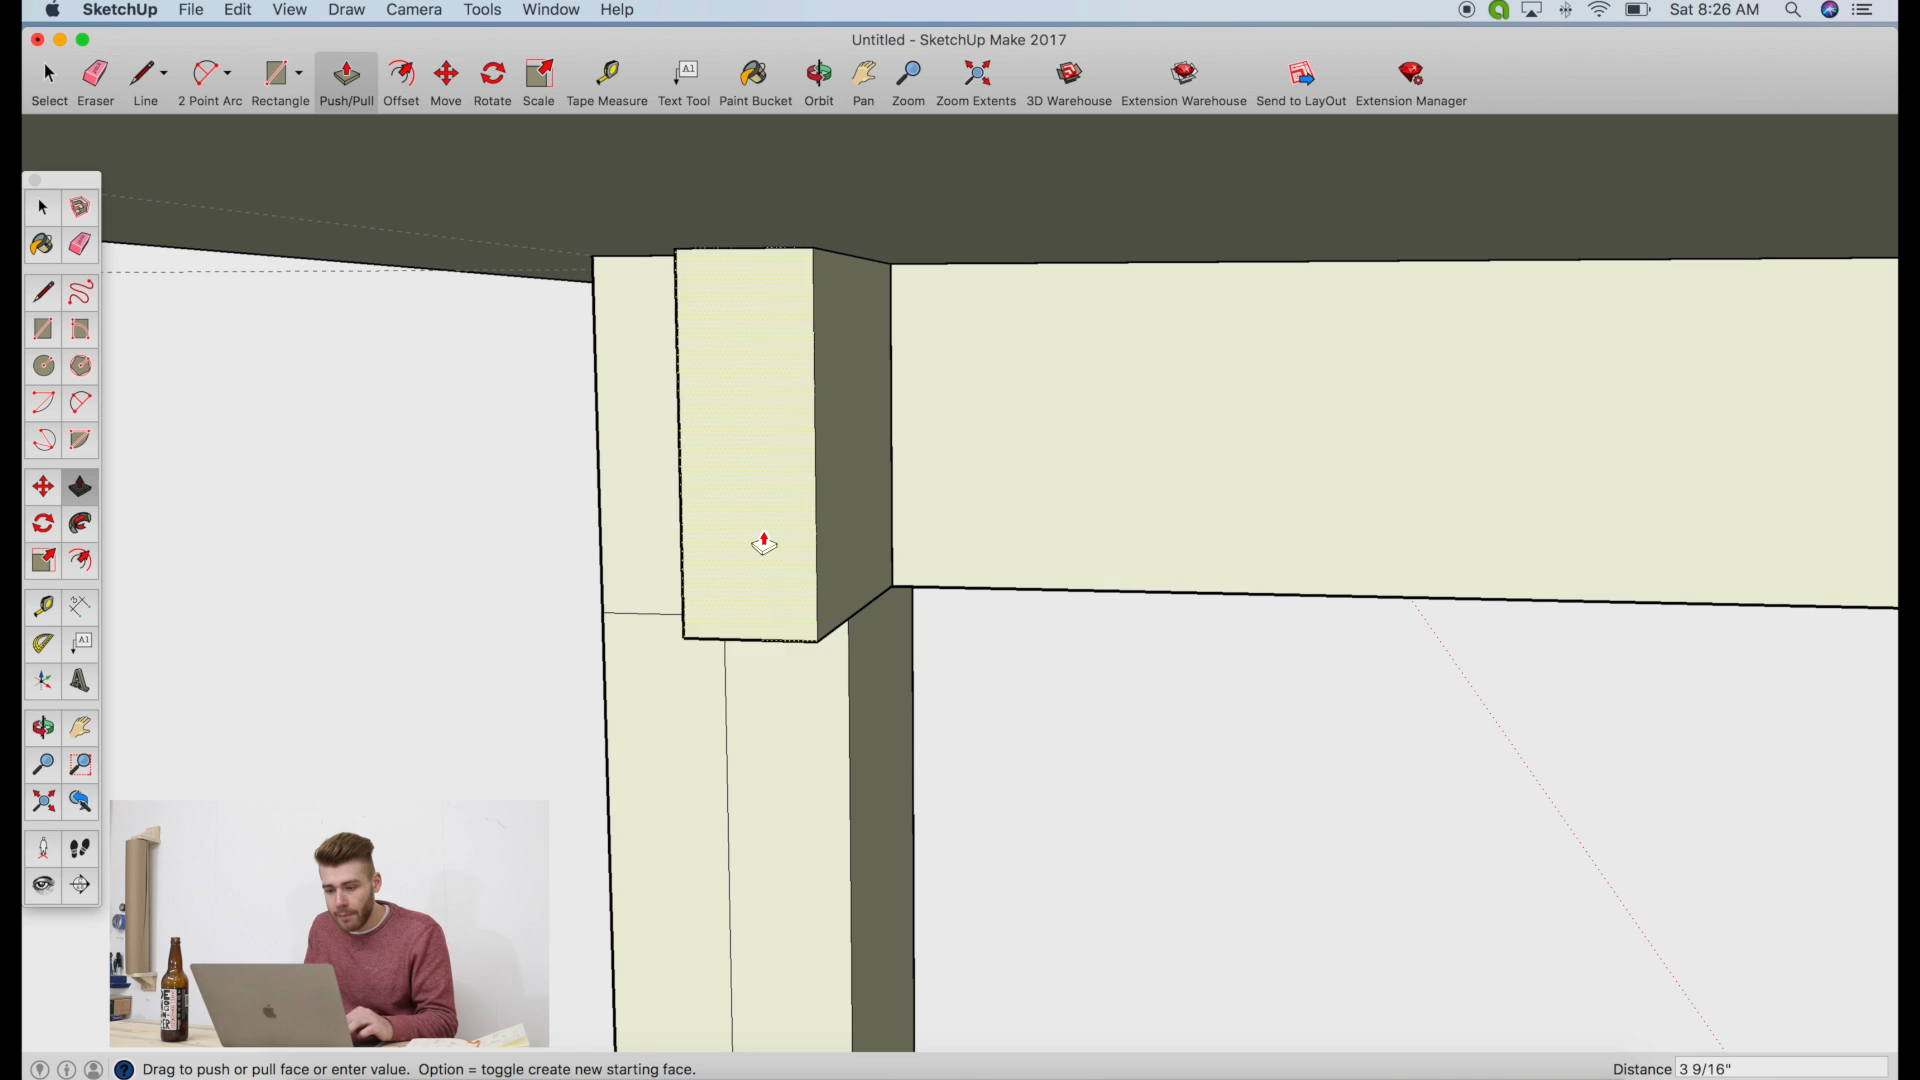 SketchUp File Edit View Draw Camera Tools Window Help Sat 8:26 AM
Untitled - SketchUp Make 2017
A1
Select Eraser Line 2 Point Arc Rectangle Push/Pull Offset Move Rotate Scale Tape Measure Text Tool Paint Bucket Orbit Pan Zoom Zoom Extents 3D Warehouse Extension Warehouse Send to LayOut Extension Manager
A1
Drag to push or pull face or enter value. Option = toggle create new starting face. Distance 3 9/16"